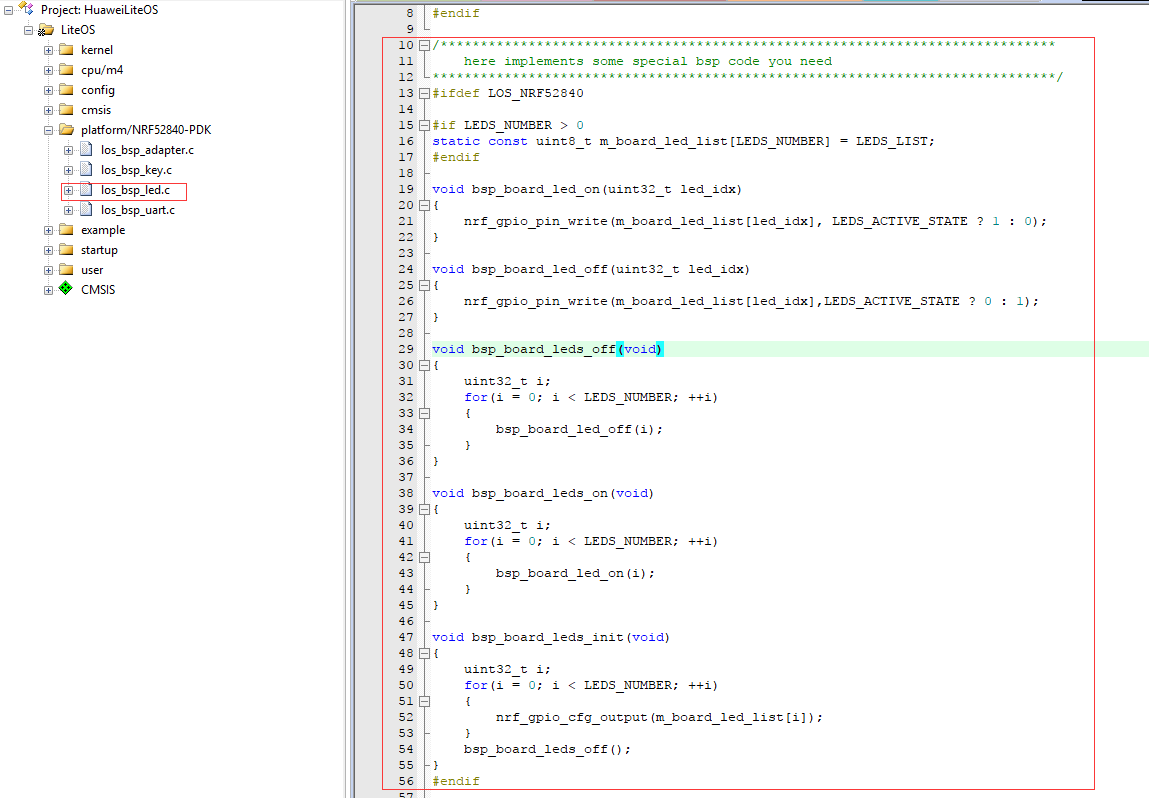 Project: HuaweiLiteOS
LiteOS
kernel
cpu/m4
config
cmsis
platform/NRF52840-PDK
los_bsp_adapter.c
los_bsp_key.c
los_bsp_led.c
los_bsp_uart.c
example
startup
user
CMSIS
8 #endif
9
10 /*****************************************************************************
11     here implements some special bsp code you need
12 ******************************************************************************/
13 #ifdef LOS_NRF52840
14
15 #if LEDS_NUMBER > 0
16 static const uint8_t m_board_led_list[LEDS_NUMBER] = LEDS_LIST;
17 #endif
18
19 void bsp_board_led_on(uint32_t led_idx)
20 {
21     nrf_gpio_pin_write(m_board_led_list[led_idx], LEDS_ACTIVE_STATE ? 1 : 0);
22 }
23
24 void bsp_board_led_off(uint32_t led_idx)
25 {
26     nrf_gpio_pin_write(m_board_led_list[led_idx],LEDS_ACTIVE_STATE ? 0 : 1);
27 }
28
29 void bsp_board_leds_off(void)
30 {
31     uint32_t i;
32     for(i = 0; i < LEDS_NUMBER; ++i)
33     {
34         bsp_board_led_off(i);
35     }
36 }
37
38 void bsp_board_leds_on(void)
39 {
40     uint32_t i;
41     for(i = 0; i < LEDS_NUMBER; ++i)
42     {
43         bsp_board_led_on(i);
44     }
45 }
46
47 void bsp_board_leds_init(void)
48 {
49     uint32_t i;
50     for(i = 0; i < LEDS_NUMBER; ++i)
51     {
52         nrf_gpio_cfg_output(m_board_led_list[i]);
53     }
54     bsp_board_leds_off();
55 }
56 #endif
57